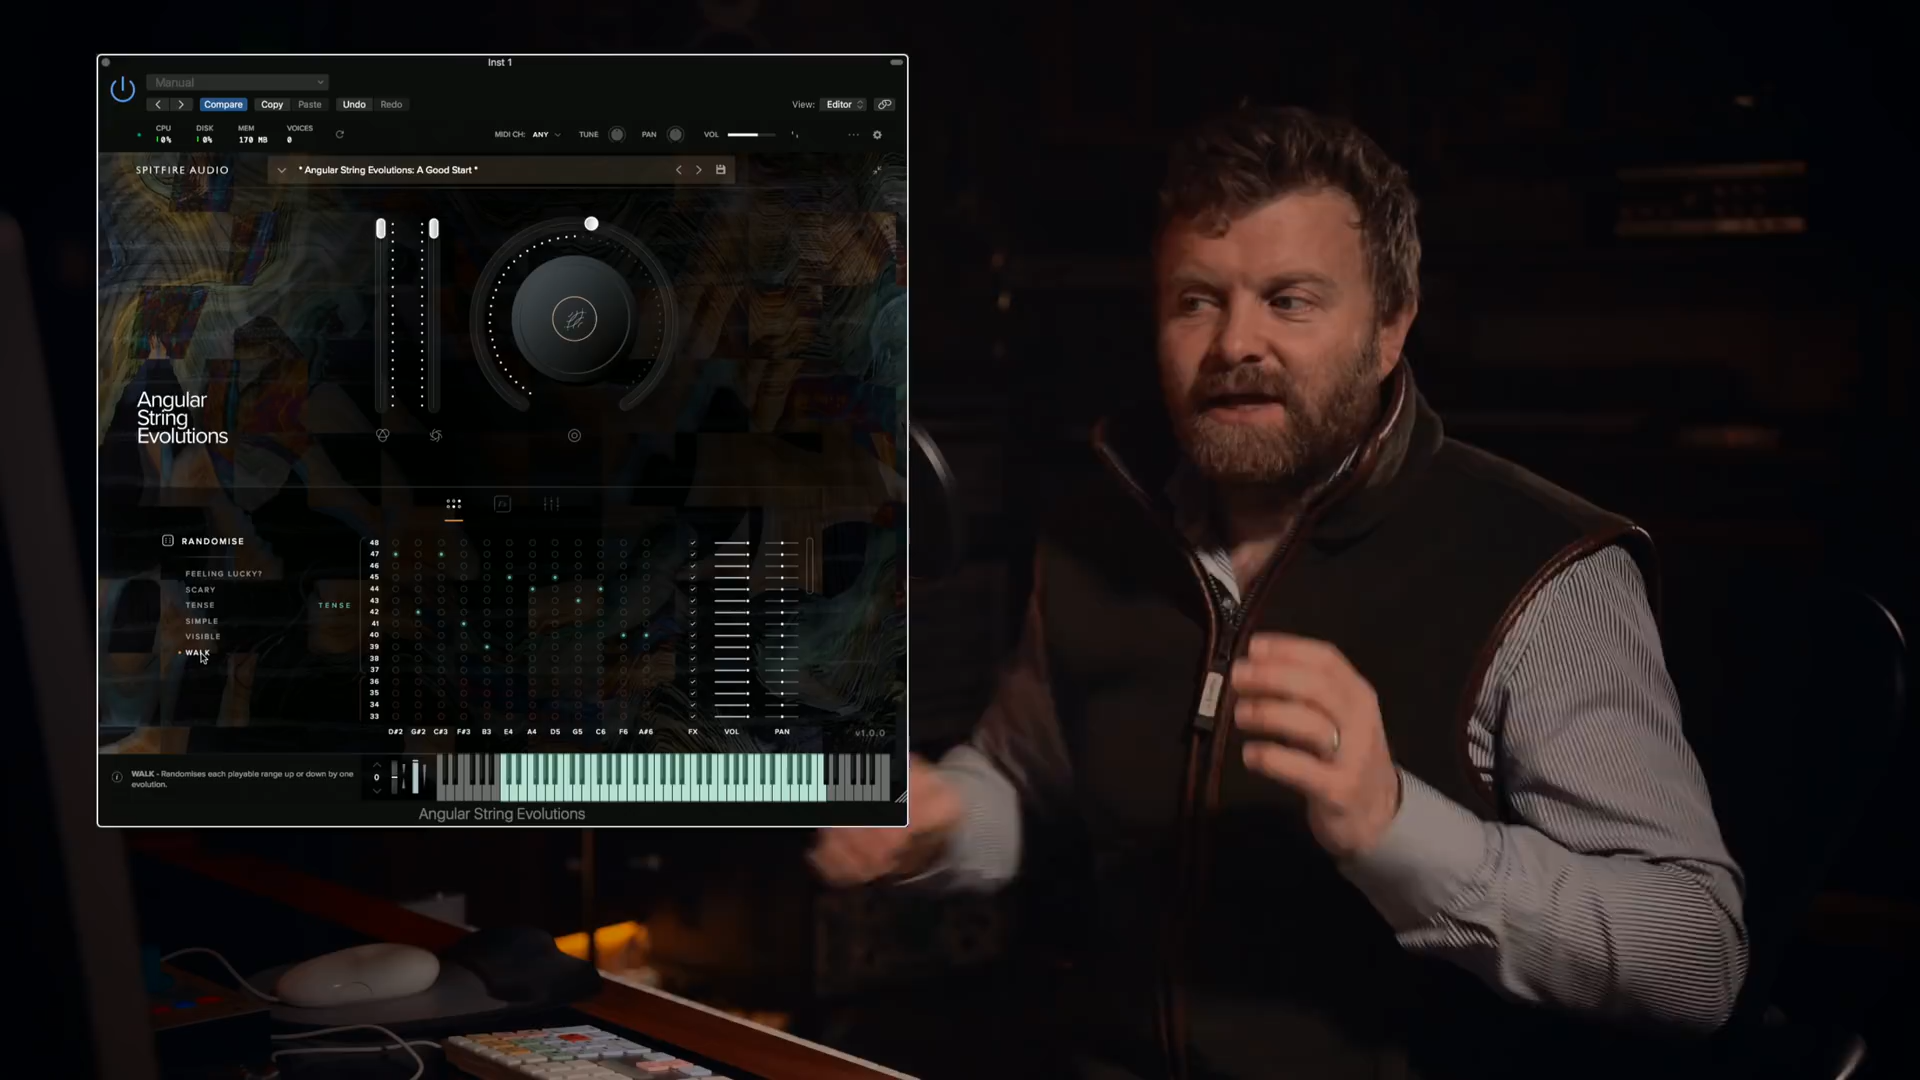 Inst 1
Manual
Compare Copy Paste Undo Redo
View: Editor
CPU DISK MEM VOICES
0% 0% 170 MB 0
MIDI CH: ANY TUNE PAN VOL
SPITFIRE AUDIO
* Angular String Evolutions: A Good Start *
Angular
String
Evolutions
RANDOMISE
FEELING LUCKY?
SCARY
TENSE
SIMPLE
VISIBLE
WALK
TENSE
48
47
46
45
44
43
42
41
40
39
38
37
36
35
34
33
D#2 G#2 C#3 F#3 B3 E4 A4 D5 G5 C6 F6 A#6 FX VOL PAN
v1.0.0
WALK - Randomises each playable range up or down by one
evolution.
0
Angular String Evolutions